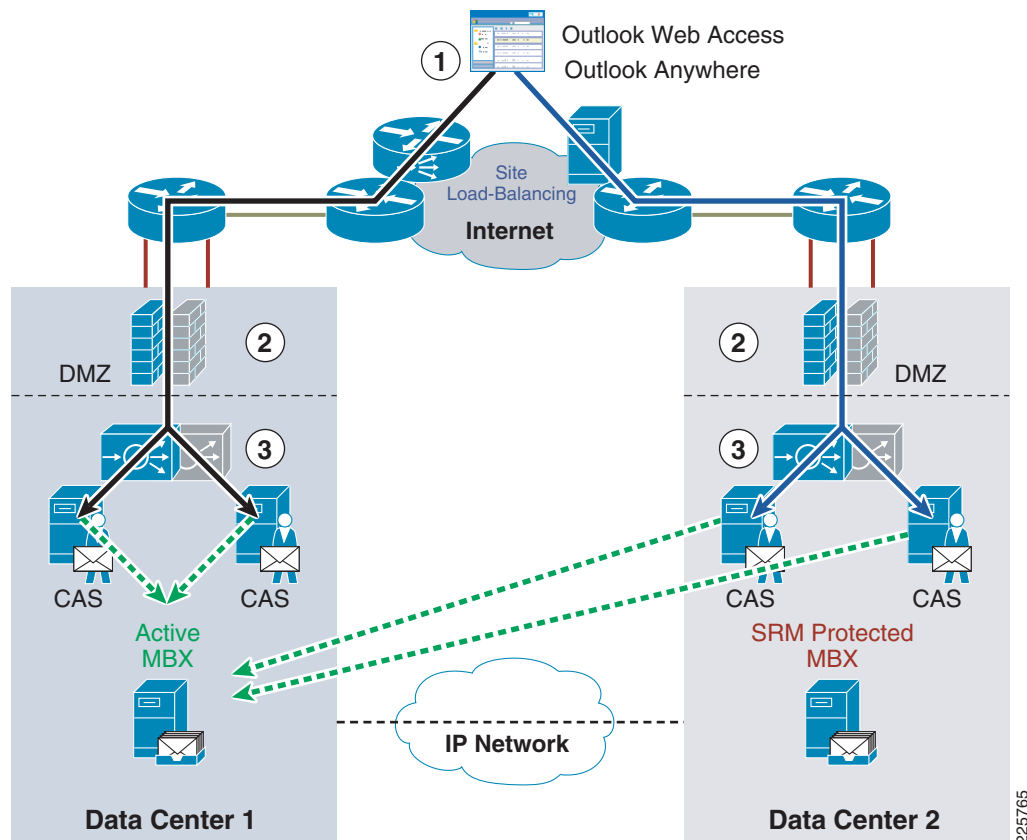 1
Outlook Web Access
Outlook Anywhere
Site
Load-Balancing
Internet
2
DMZ
2
DMZ
3
3
CAS
CAS
CAS
CAS
Active
MBX
SRM Protected
MBX
IP Network
Data Center 1
Data Center 2
225765